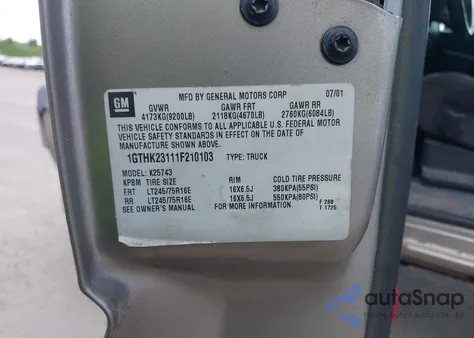 GM
MFD BY GENERAL MOTORS CORP 07/01
GVWR GAWR FRT GAWR RR
4173KG(9200LB) 2118KG(4670LB) 2760KG(6084LB)
THIS VEHICLE CONFORMS TO ALL APPLICABLE U.S. FEDERAL MOTOR
VEHICLE SAFETY STANDARDS IN EFFECT ON THE DATE OF
MANUFACTURE SHOWN ABOVE.
1GTHK23111F210103 TYPE: TRUCK
MODEL: K25743
KPBM TIRE SIZE RIM COLD TIRE PRESSURE
FRT LT245/75R16E 16X6.5J 380KPA(55PSI)
RR LT245/75R16E 16X6.5J 550KPA(80PSI)
SEE OWNER'S MANUAL F 288
T 1725
autoSnap